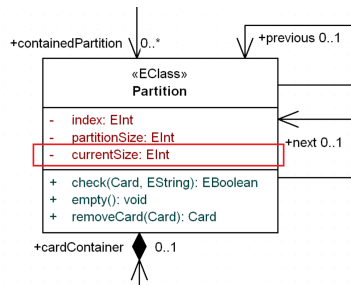 +containedPartition 0..*
+previous 0..1
«EClass»
Partition
- index: EInt
- partitionSize: EInt
- currentSize: EInt
+next 0..1
+ check(Card, EString): EBoolean
+ empty(): void
+ removeCard(Card): Card
+cardContainer 0..1